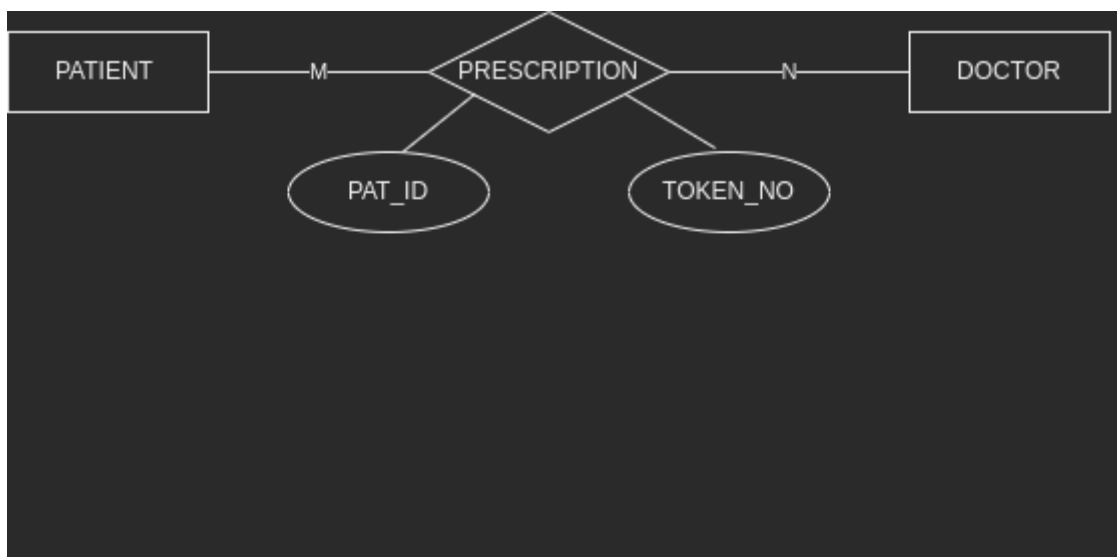 PATIENT
M
PRESCRIPTION
N
DOCTOR
PAT_ID
TOKEN_NO